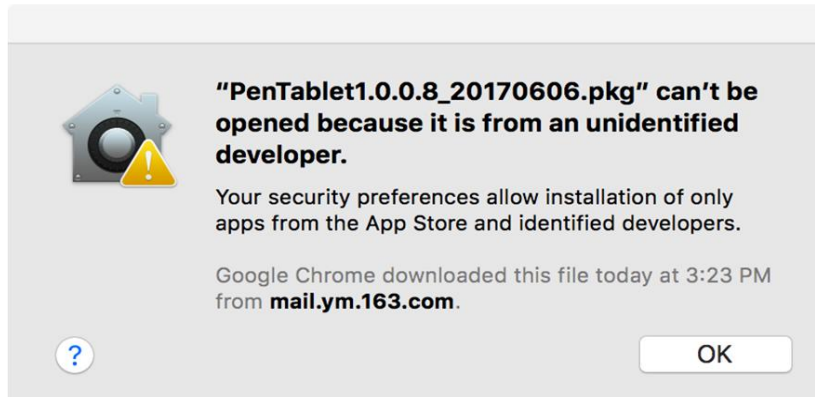 “PenTablet1.0.0.8_20170606.pkg” can’t be
opened because it is from an unidentified
developer.
Your security preferences allow installation of only
apps from the App Store and identified developers.
Google Chrome downloaded this file today at 3:23 PM
from mail.ym.163.com.
?
OK